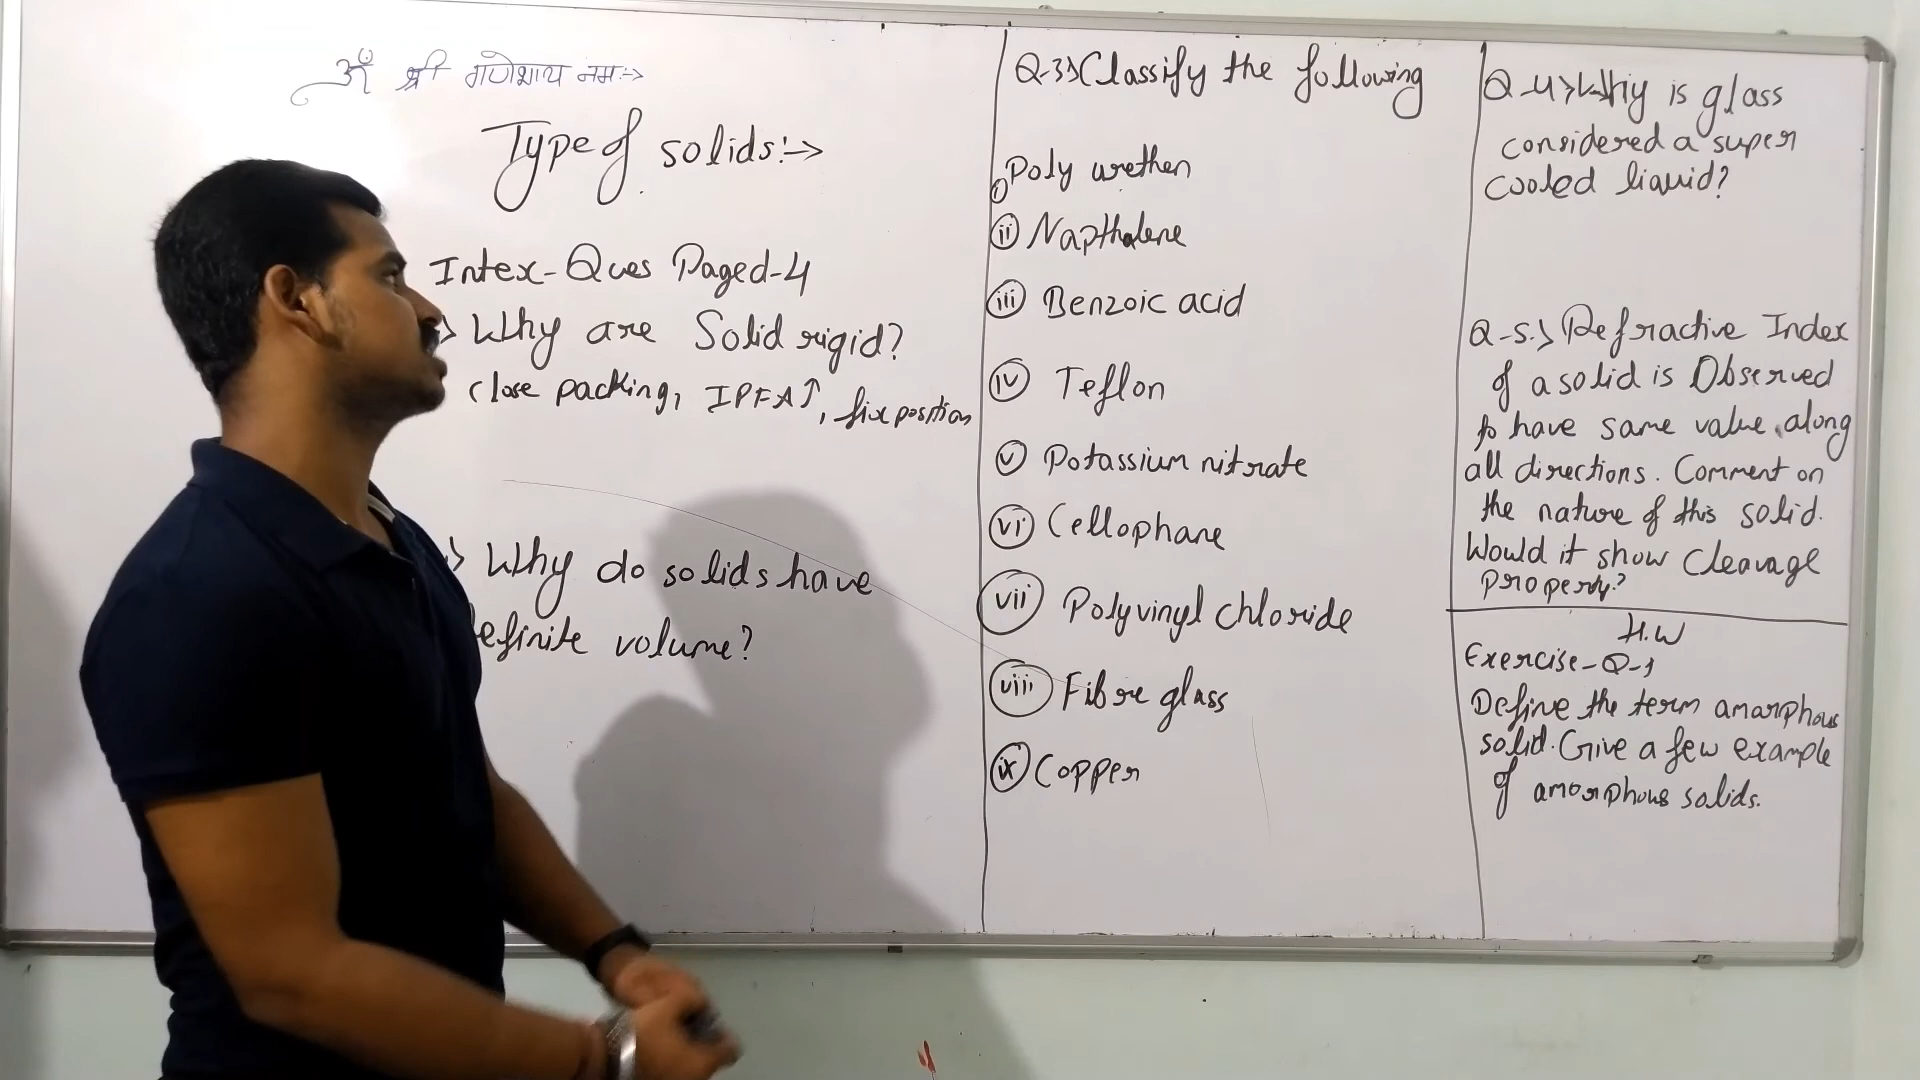 ॐ श्री गणेशाय नमः→
Type of solids:→
Intex-Ques Paged-4
> Why are Solid rigid?
close packing, IPFA↑, fix position
> Why do solids have
efinite volume?
Q-3> Classify the following
i Poly urethen
ii Napthalene
iii Benzoic acid
iv Teflon
v Potassium nitrate
vi Cellophane
vii Polyvinyl chloride
viii Fibre glass
ix Copper
Q-4> Why is glass
considered a super
cooled liquid?
Q-5.> Refractive Index
of a solid is Observed
to have same value along
all directions. Comment on
the nature of this solid.
Would it show cleavage
property?
H.W
Exercise-Q-1
Define the term amorphous
solid. Give a few example
of amorphous solids.